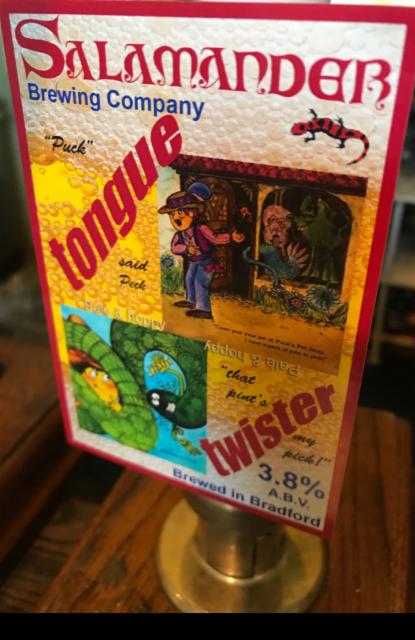 SALAMANDER
Brewing Company
"Puck"
tongue
said
Peck
Pale & hoppy
Pale & hoppy
"that
pint's
twister
my
pick!"
3.8%
A.B.V.
Brewed in Bradford